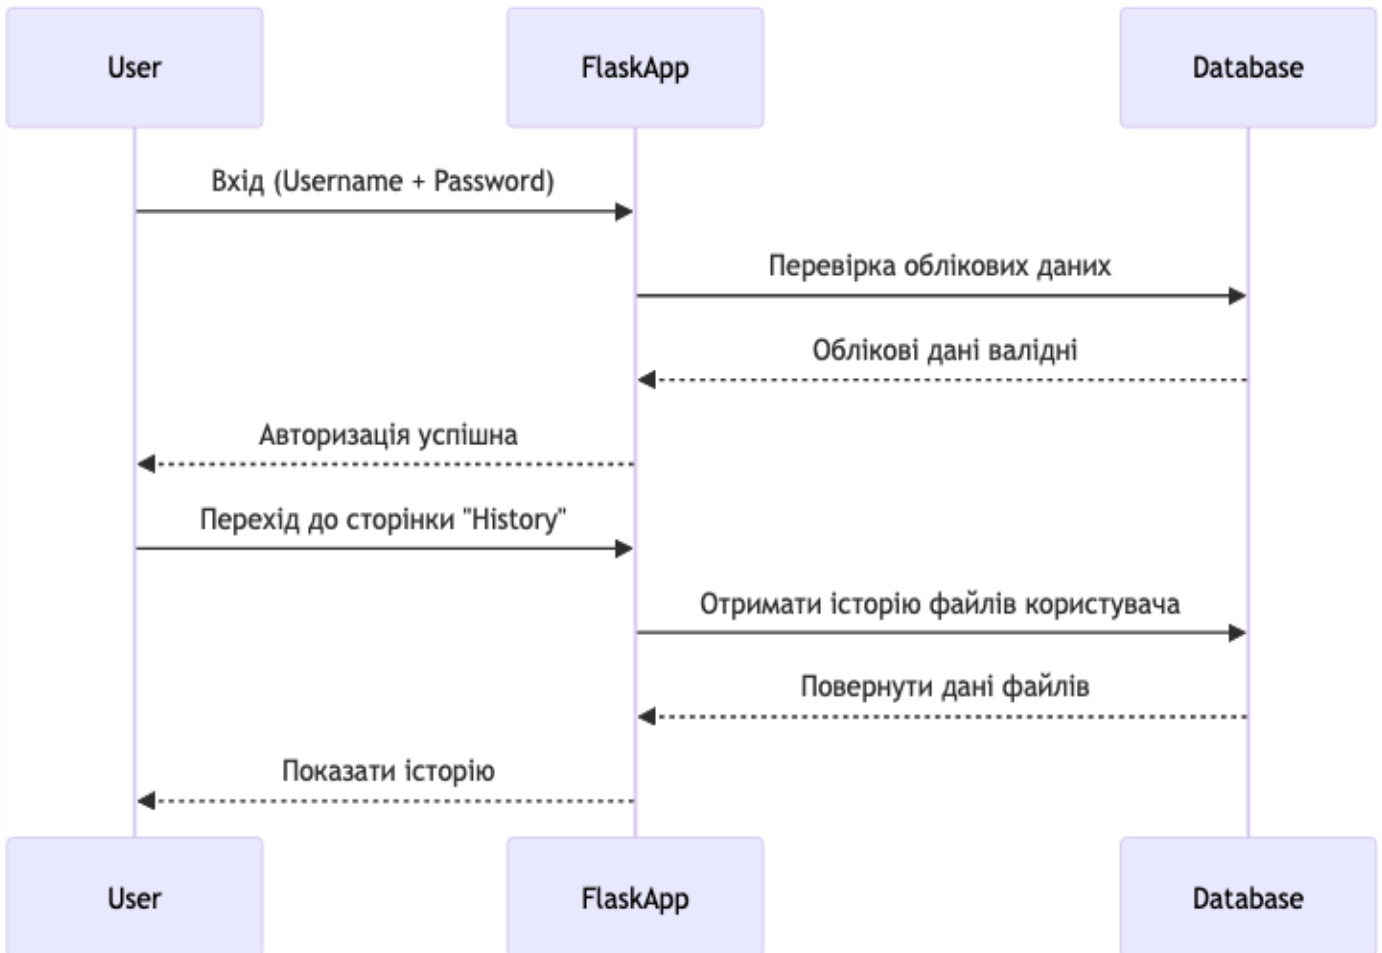 User
FlaskApp
Database
Вхід (Username + Password)
Перевірка облікових даних
Облікові дані валідні
Авторизація успішна
Перехід до сторінки "History"
Отримати історію файлів користувача
Повернути дані файлів
Показати історію
User
FlaskApp
Database